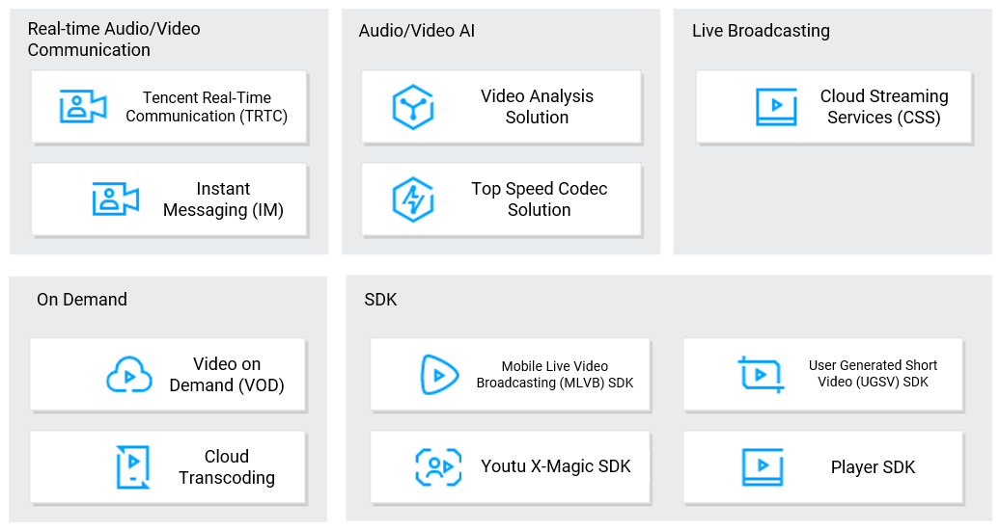 Real-time Audio/Video
Communication
Tencent Real-Time
Communication (TRTC)
Instant
Messaging (IM)
Audio/Video AI
Video Analysis
Solution
Top Speed Codec
Solution
Live Broadcasting
Cloud Streaming
Services (CSS)
On Demand
Video on
Demand (VOD)
Cloud
Transcoding
SDK
Mobile Live Video
Broadcasting (MLVB) SDK
User Generated Short
Video (UGSV) SDK
Youtu X-Magic SDK
Player SDK